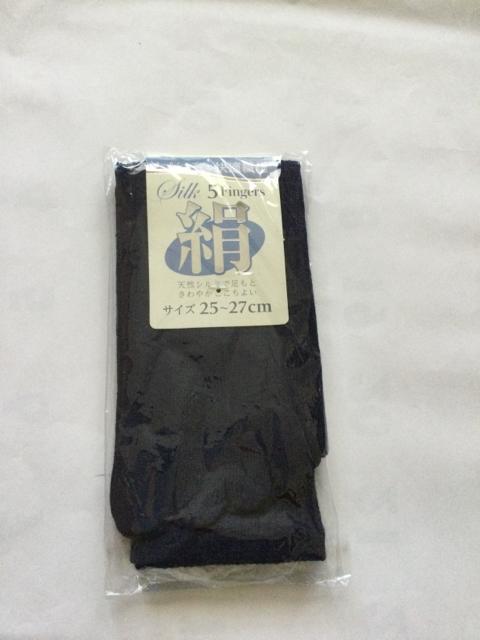 Silk 5 Fingers
絹
天然シルクで足もと
さわやかここちよい
サイズ 25~27cm